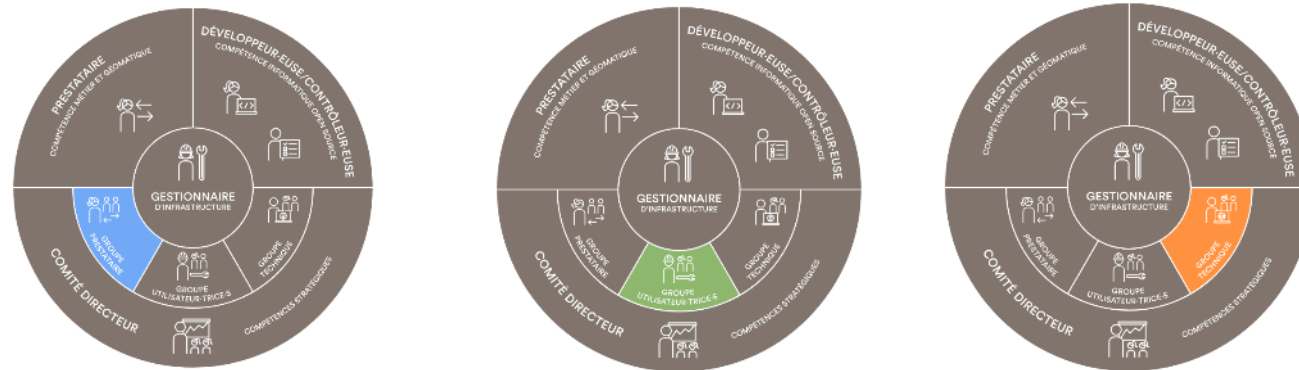 PRESTATAIRE
COMPÉTENCE MÉTIER ET GÉOMATIQUE
DÉVELOPPEUR·EUSE/CONTRÔLEUR·EUSE
COMPÉTENCE INFORMATIQUE OPEN SOURCE
GESTIONNAIRE
D'INFRASTRUCTURE
GROUPE
PRESTATAIRE
GROUPE
UTILISATEUR·TRICE·S
GROUPE
TECHNIQUE
COMITÉ DIRECTEUR
COMPÉTENCES STRATÉGIQUES
PRESTATAIRE
COMPÉTENCE MÉTIER ET GÉOMATIQUE
DÉVELOPPEUR·EUSE/CONTRÔLEUR·EUSE
COMPÉTENCE INFORMATIQUE OPEN SOURCE
GESTIONNAIRE
D'INFRASTRUCTURE
GROUPE
PRESTATAIRE
GROUPE
UTILISATEUR·TRICE·S
GROUPE
TECHNIQUE
COMITÉ DIRECTEUR
COMPÉTENCES STRATÉGIQUES
PRESTATAIRE
COMPÉTENCE MÉTIER ET GÉOMATIQUE
DÉVELOPPEUR·EUSE/CONTRÔLEUR·EUSE
COMPÉTENCE INFORMATIQUE OPEN SOURCE
GESTIONNAIRE
D'INFRASTRUCTURE
GROUPE
PRESTATAIRE
GROUPE
UTILISATEUR·TRICE·S
GROUPE
TECHNIQUE
COMITÉ DIRECTEUR
COMPÉTENCES STRATÉGIQUES